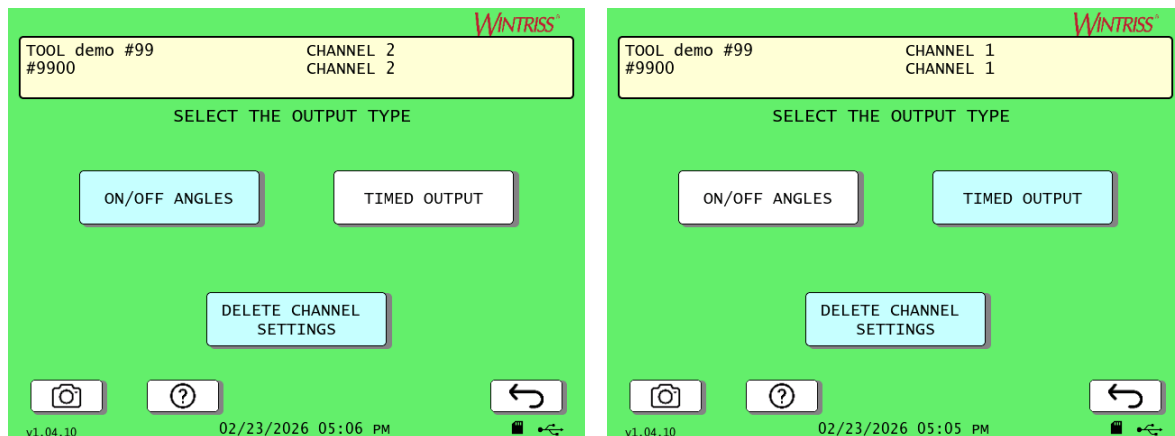 WINTRISS
TOOL demo #99 CHANNEL 2
#9900 CHANNEL 2
SELECT THE OUTPUT TYPE
ON/OFF ANGLES TIMED OUTPUT
DELETE CHANNEL
SETTINGS
v1.04.10 02/23/2026 05:06 PM
WINTRISS
TOOL demo #99 CHANNEL 1
#9900 CHANNEL 1
SELECT THE OUTPUT TYPE
ON/OFF ANGLES TIMED OUTPUT
DELETE CHANNEL
SETTINGS
v1.04.10 02/23/2026 05:05 PM